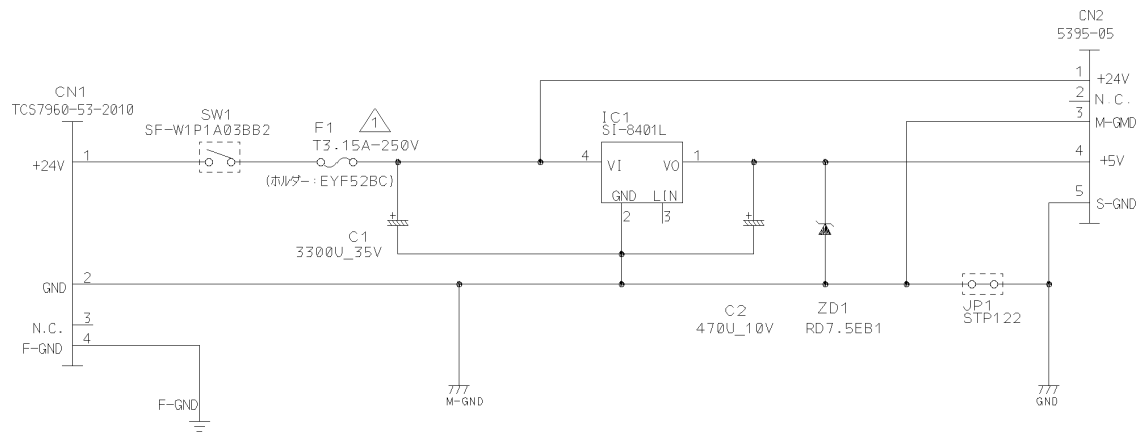 CN2
5395-05
1
+24V
2
N.C.
3
M-GMD
4
+5V
5
S-GND
CN1
TCS7960-53-2010
+24V
1
SW1
SF-W1P1A03BB2
F1
1
T3.15A-250V
(ホルダー:EYF52BC)
IC1
SI-8401L
4
VI
VO
1
GND
LIN
2
3
+
C1
3300U_35V
+
GND
2
C2
470U_10V
ZD1
RD7.5EB1
JP1
STP122
N.C.
3
F-GND
4
F-GND
M-GND
GND